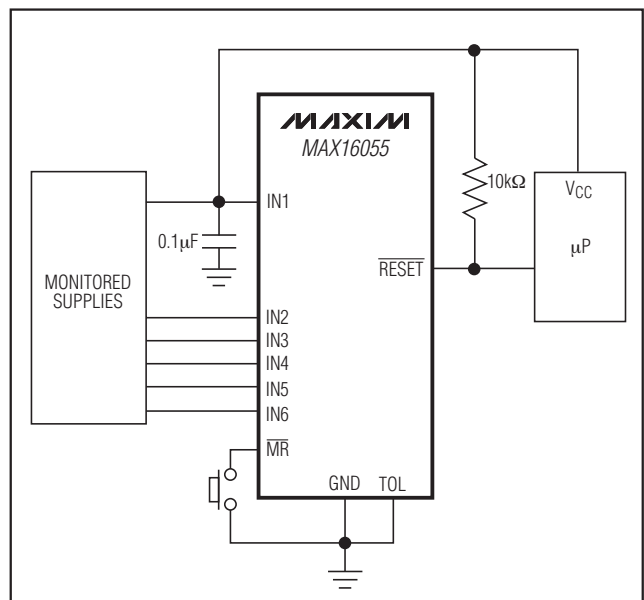 MAXIM
MAX16055
IN1
10kΩ
VCC
0.1µF
µP
RESET
MONITORED
SUPPLIES
IN2
IN3
IN4
IN5
IN6
MR
GND TOL